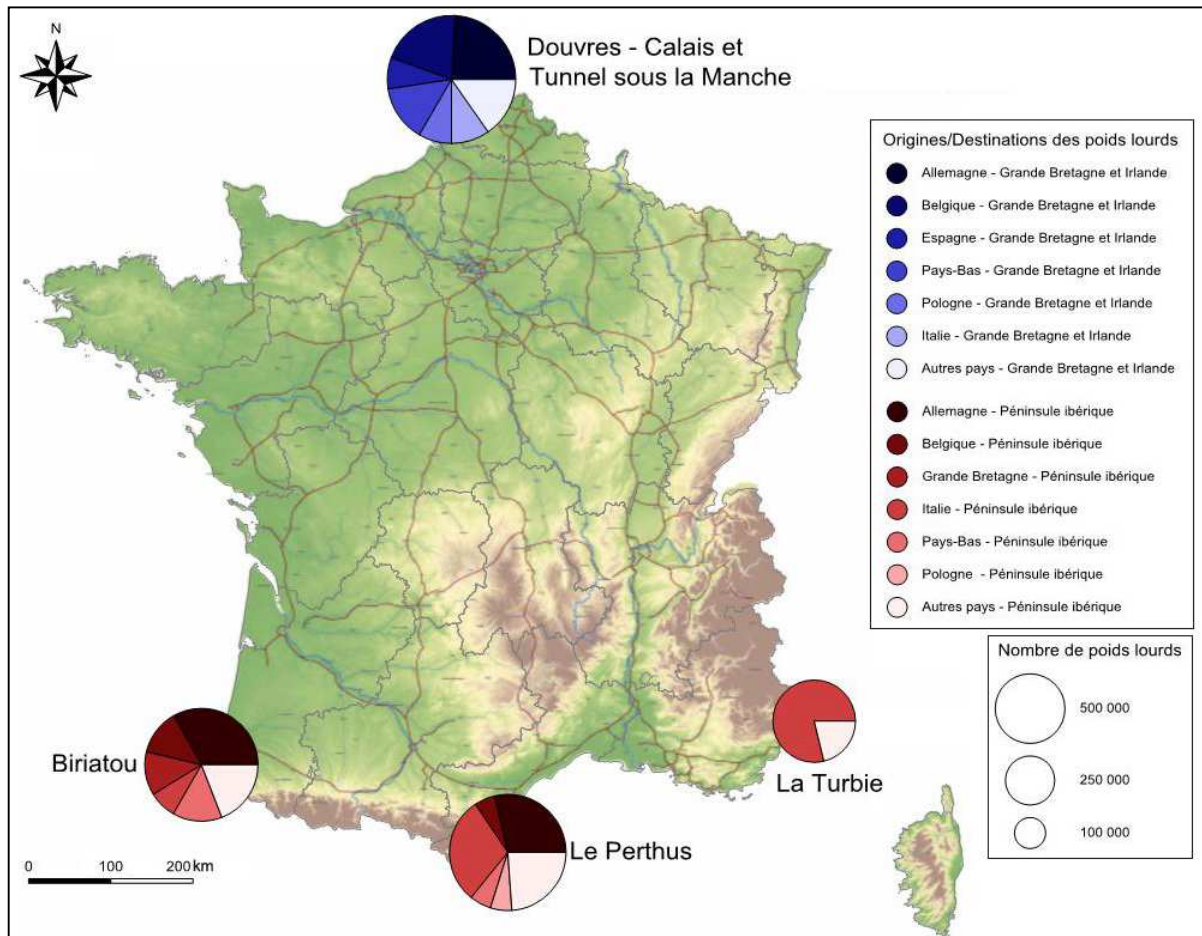 N
Douvres - Calais et
Tunnel sous la Manche
Origines/Destinations des poids lourds
Allemagne - Grande Bretagne et Irlande
Belgique - Grande Bretagne et Irlande
Espagne - Grande Bretagne et Irlande
Pays-Bas - Grande Bretagne et Irlande
Pologne - Grande Bretagne et Irlande
Italie - Grande Bretagne et Irlande
Autres pays - Grande Bretagne et Irlande
Allemagne - Péninsule ibérique
Belgique - Péninsule ibérique
Grande Bretagne - Péninsule ibérique
Italie - Péninsule ibérique
Pays-Bas - Péninsule ibérique
Pologne - Péninsule ibérique
Autres pays - Péninsule ibérique
Nombre de poids lourds
500 000
250 000
100 000
Biriatou
La Turbie
Le Perthus
0 100 200 km